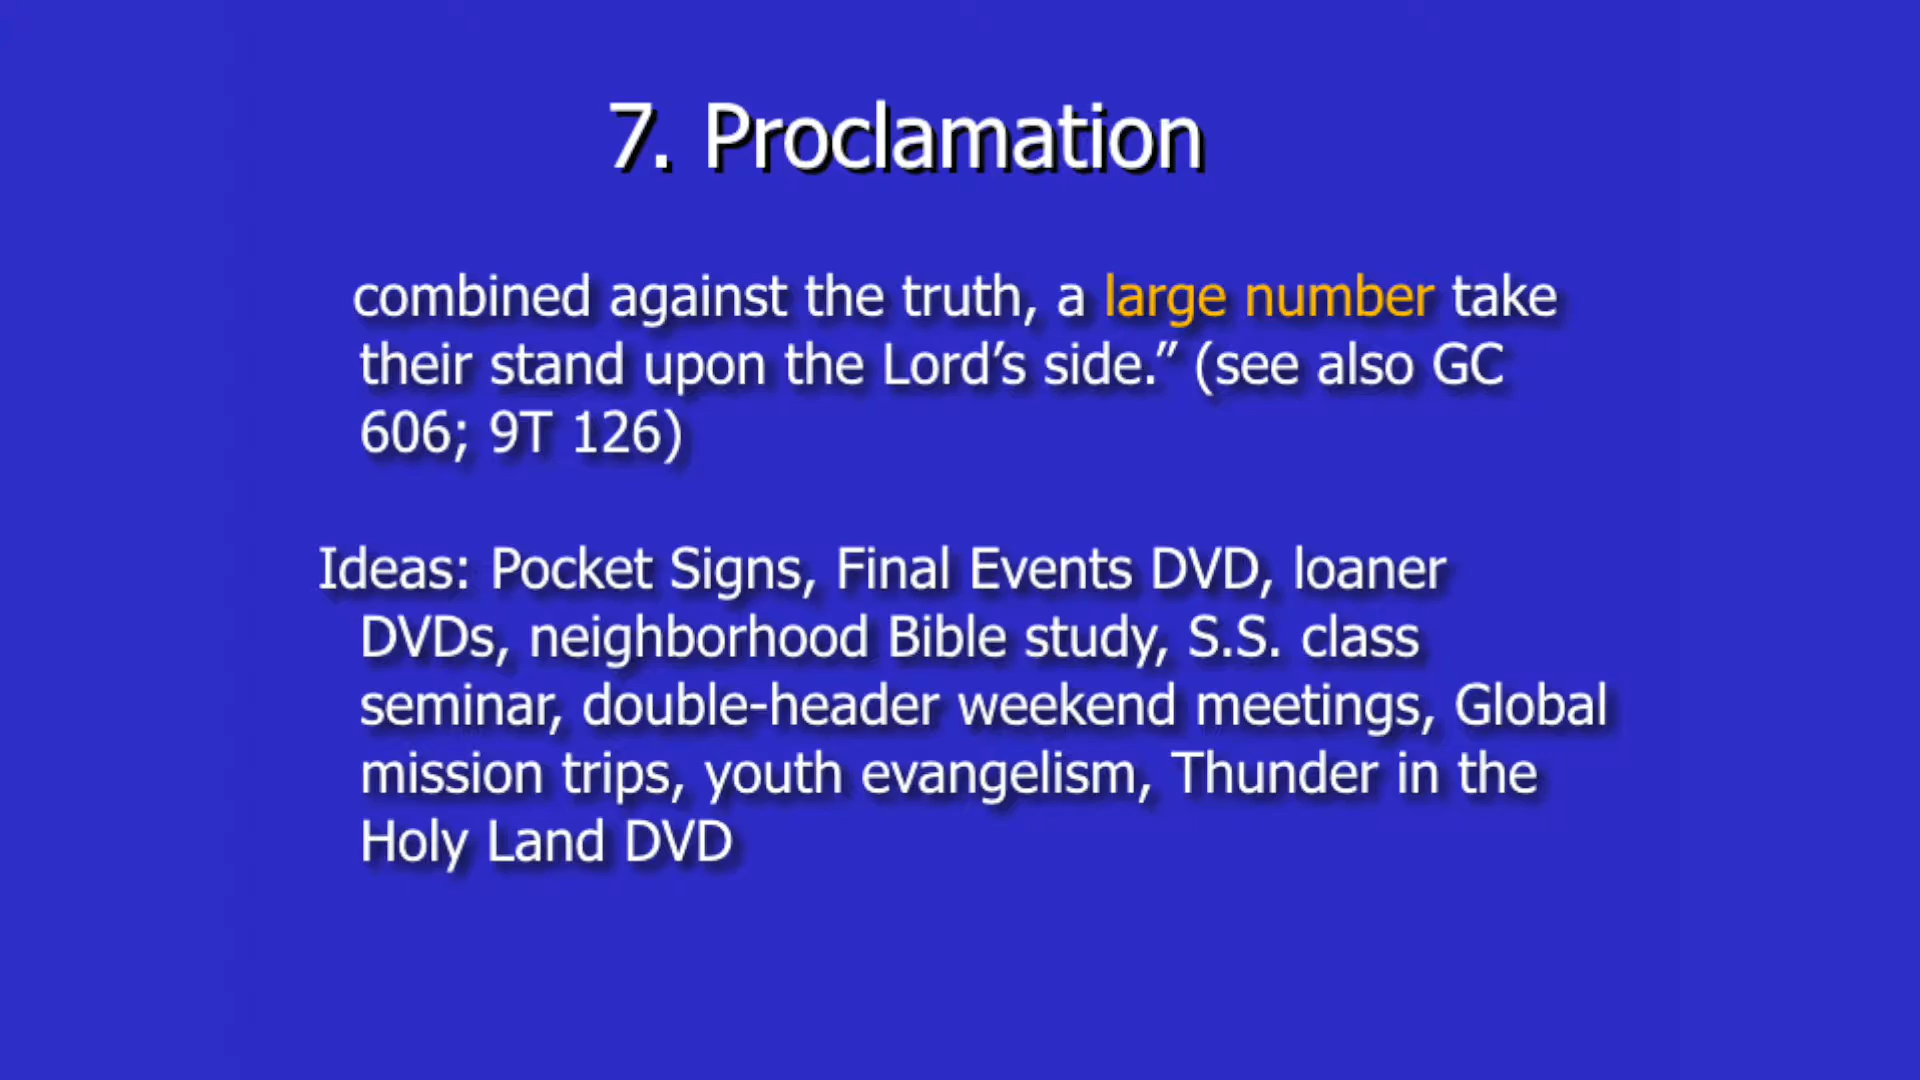 7. Proclamation
combined against the truth, a large number take
their stand upon the Lord’s side.” (see also GC
606; 9T 126)
Ideas: Pocket Signs, Final Events DVD, loaner
DVDs, neighborhood Bible study, S.S. class
seminar, double-header weekend meetings, Global
mission trips, youth evangelism, Thunder in the
Holy Land DVD